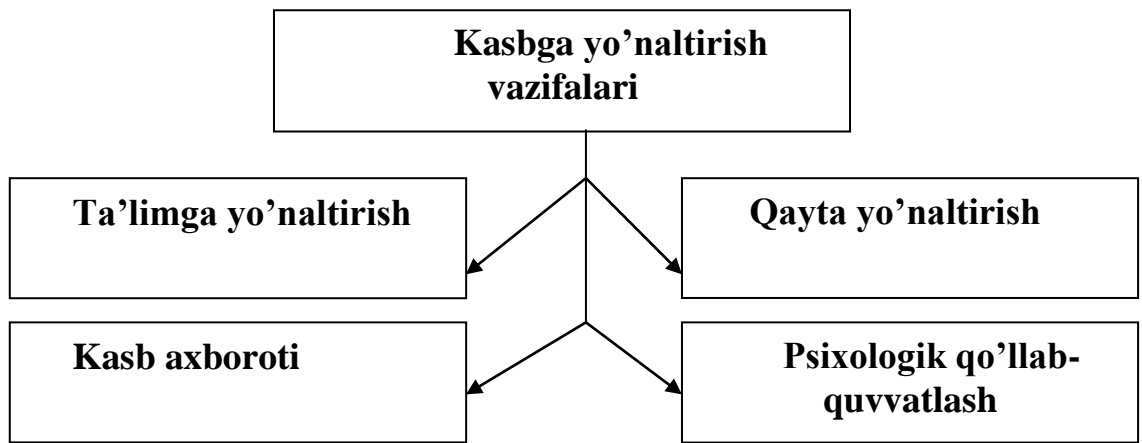 Kasbga yo’naltirish
vazifalari
Ta’limga yo’naltirish
Qayta yo’naltirish
Kasb axboroti
Psixologik qo’llab-
quvvatlash